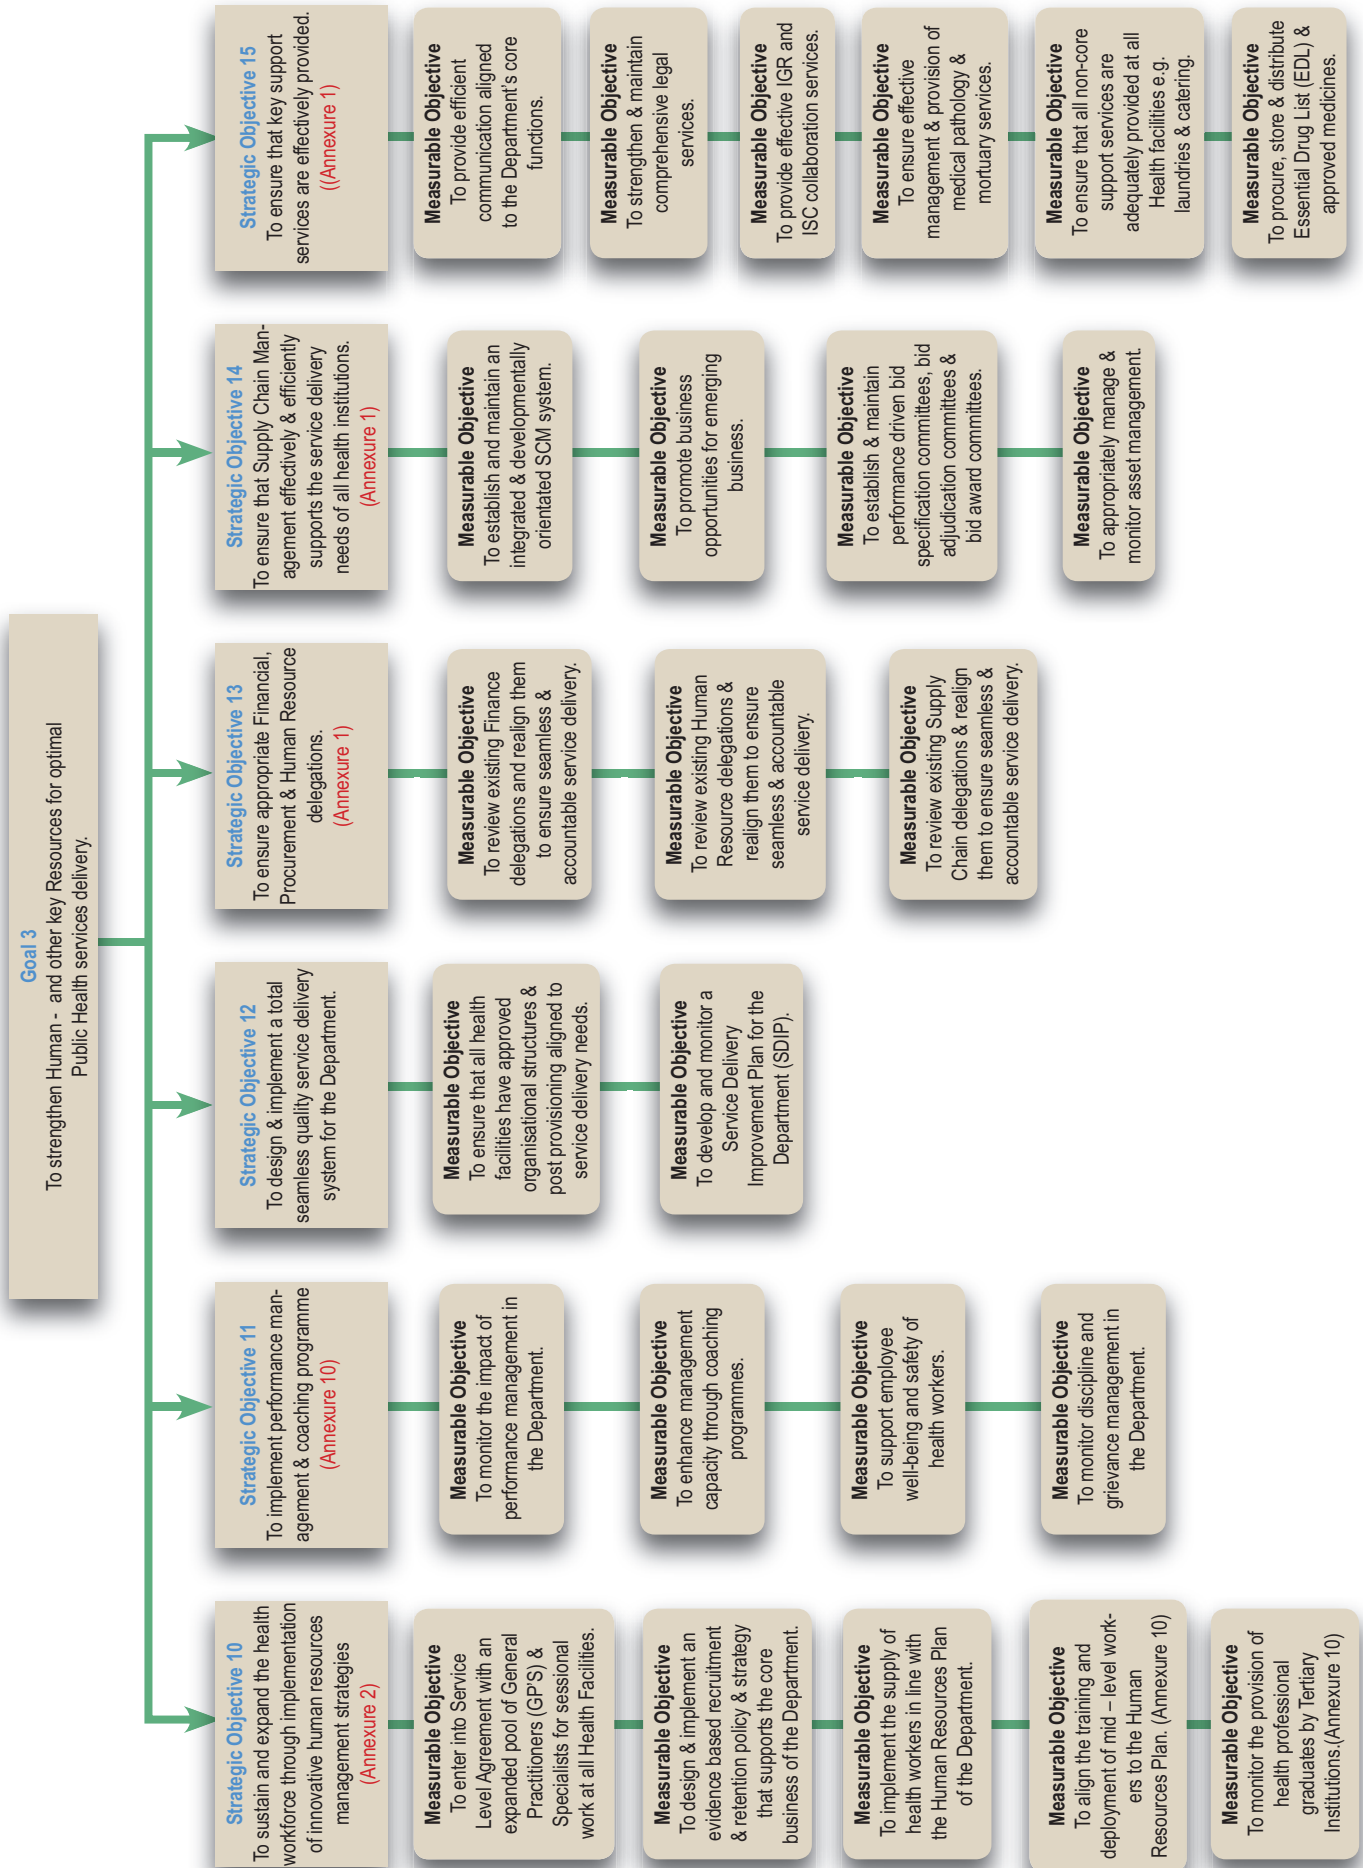 Goal 3
To strengthen Human - and other key Resources for optimal
Public Health services delivery.
Strategic Objective 10
To sustain and expand the health
workforce through implementation
of innovative human resources
management strategies
(Annexure 2)
Measurable Objective
To enter into Service
Level Agreement with an
expanded pool of General
Practitioners (GP'S) &
Specialists for sessional
work at all Health Facilities.
Measurable Objective
To design & implement an
evidence based recruitment
& retention policy & strategy
that supports the core
business of the Department.
Measurable Objective
To implement the supply of
health workers in line with
the Human Resources Plan
of the Department.
Measurable Objective
To align the training and
deployment of mid – level work-
ers to the Human
Resources Plan. (Annexure 10)
Measurable Objective
To monitor the provision of
health professional
graduates by Tertiary
Institutions.(Annexure 10)
Strategic Objective 11
To implement performance man-
agement & coaching programme
(Annexure 10)
Measurable Objective
To monitor the impact of
performance management in
the Department.
Measurable Objective
To enhance management
capacity through coaching
programmes.
Measurable Objective
To support employee
well-being and safety of
health workers.
Measurable Objective
To monitor discipline and
grievance management in
the Department.
Strategic Objective 12
To design & implement a total
seamless quality service delivery
system for the Department.
Measurable Objective
To ensure that all health
facilities have approved
organisational structures &
post provisioning aligned to
service delivery needs.
Measurable Objective
To develop and monitor a
Service Delivery
Improvement Plan for the
Department (SDIP).
Strategic Objective 13
To ensure appropriate Financial,
Procurement & Human Resource
delegations.
(Annexure 1)
Measurable Objective
To review existing Finance
delegations and realign them
to ensure seamless &
accountable service delivery.
Measurable Objective
To review existing Human
Resource delegations &
realign them to ensure
seamless & accountable
service delivery.
Measurable Objective
To review existing Supply
Chain delegations & realign
them to ensure seamless &
accountable service delivery.
Strategic Objective 14
To ensure that Supply Chain Man-
agement effectively & efficiently
supports the service delivery
needs of all health institutions.
(Annexure 1)
Measurable Objective
To establish and maintain an
integrated & developmentally
orientated SCM system.
Measurable Objective
To promote business
opportunities for emerging
business.
Measurable Objective
To establish & maintain
performance driven bid
specification committees, bid
adjudication committees &
bid award committees.
Measurable Objective
To appropriately manage &
monitor asset management.
Strategic Objective 15
To ensure that key support
services are effectively provided.
((Annexure 1)
Measurable Objective
To provide efficient
communication aligned
to the Department's core
functions.
Measurable Objective
To strengthen & maintain
comprehensive legal
services.
Measurable Objective
To provide effective IGR and
ISC collaboration services.
Measurable Objective
To ensure effective
management & provision of
medical pathology &
mortuary services.
Measurable Objective
To ensure that all non-core
support services are
adequately provided at all
Health facilities e.g.
laundries & catering.
Measurable Objective
To procure, store & distribute
Essential Drug List (EDL) &
approved medicines.